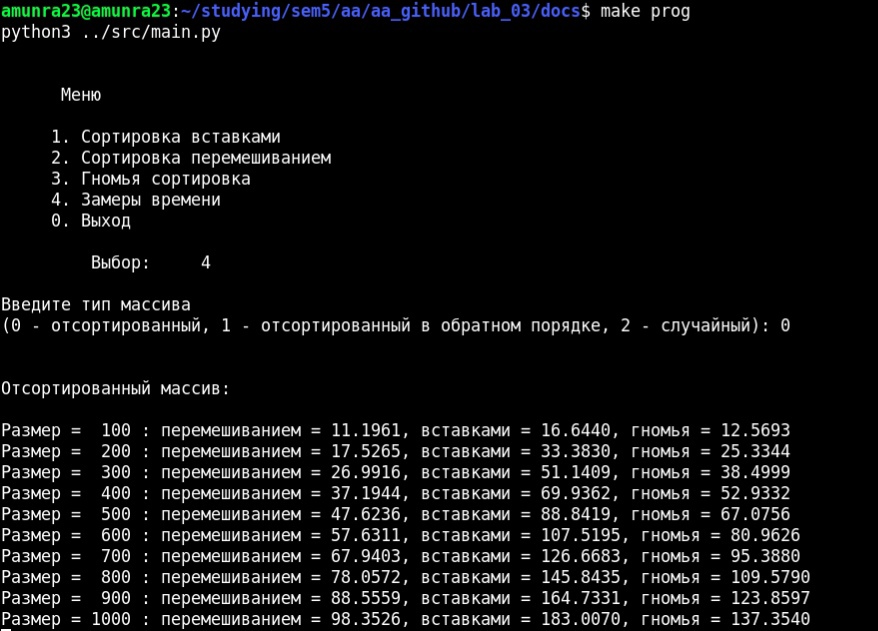 amunra23@amunra23:~/studying/sem5/aa/aa_github/lab_03/docs$ make prog
python3 ../src/main.py
Меню
1. Сортировка вставками
2. Сортировка перемешиванием
3. Гномья сортировка
4. Замеры времени
0. Выход
Выбор: 4
Введите тип массива
(0 - отсортированный, 1 - отсортированный в обратном порядке, 2 - случайный): 0
Отсортированный массив:
Размер = 100 : перемешиванием = 11.1961, вставками = 16.6440, гномья = 12.5693
Размер = 200 : перемешиванием = 17.5265, вставками = 33.3830, гномья = 25.3344
Размер = 300 : перемешиванием = 26.9916, вставками = 51.1409, гномья = 38.4999
Размер = 400 : перемешиванием = 37.1944, вставками = 69.9362, гномья = 52.9332
Размер = 500 : перемешиванием = 47.6236, вставками = 88.8419, гномья = 67.0756
Размер = 600 : перемешиванием = 57.6311, вставками = 107.5195, гномья = 80.9626
Размер = 700 : перемешиванием = 67.9403, вставками = 126.6683, гномья = 95.3880
Размер = 800 : перемешиванием = 78.0572, вставками = 145.8435, гномья = 109.5790
Размер = 900 : перемешиванием = 88.5559, вставками = 164.7331, гномья = 123.8597
Размер = 1000 : перемешиванием = 98.3526, вставками = 183.0070, гномья = 137.3540